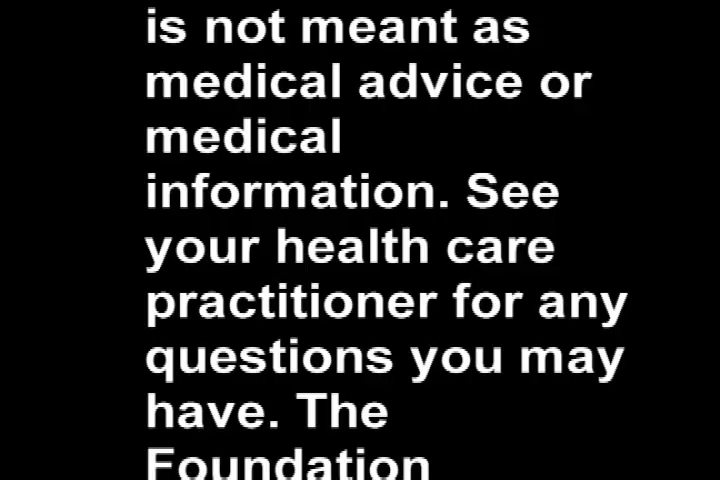 is not meant as
medical advice or
medical
information. See
your health care
practitioner for any
questions you may
have. The
Foundation